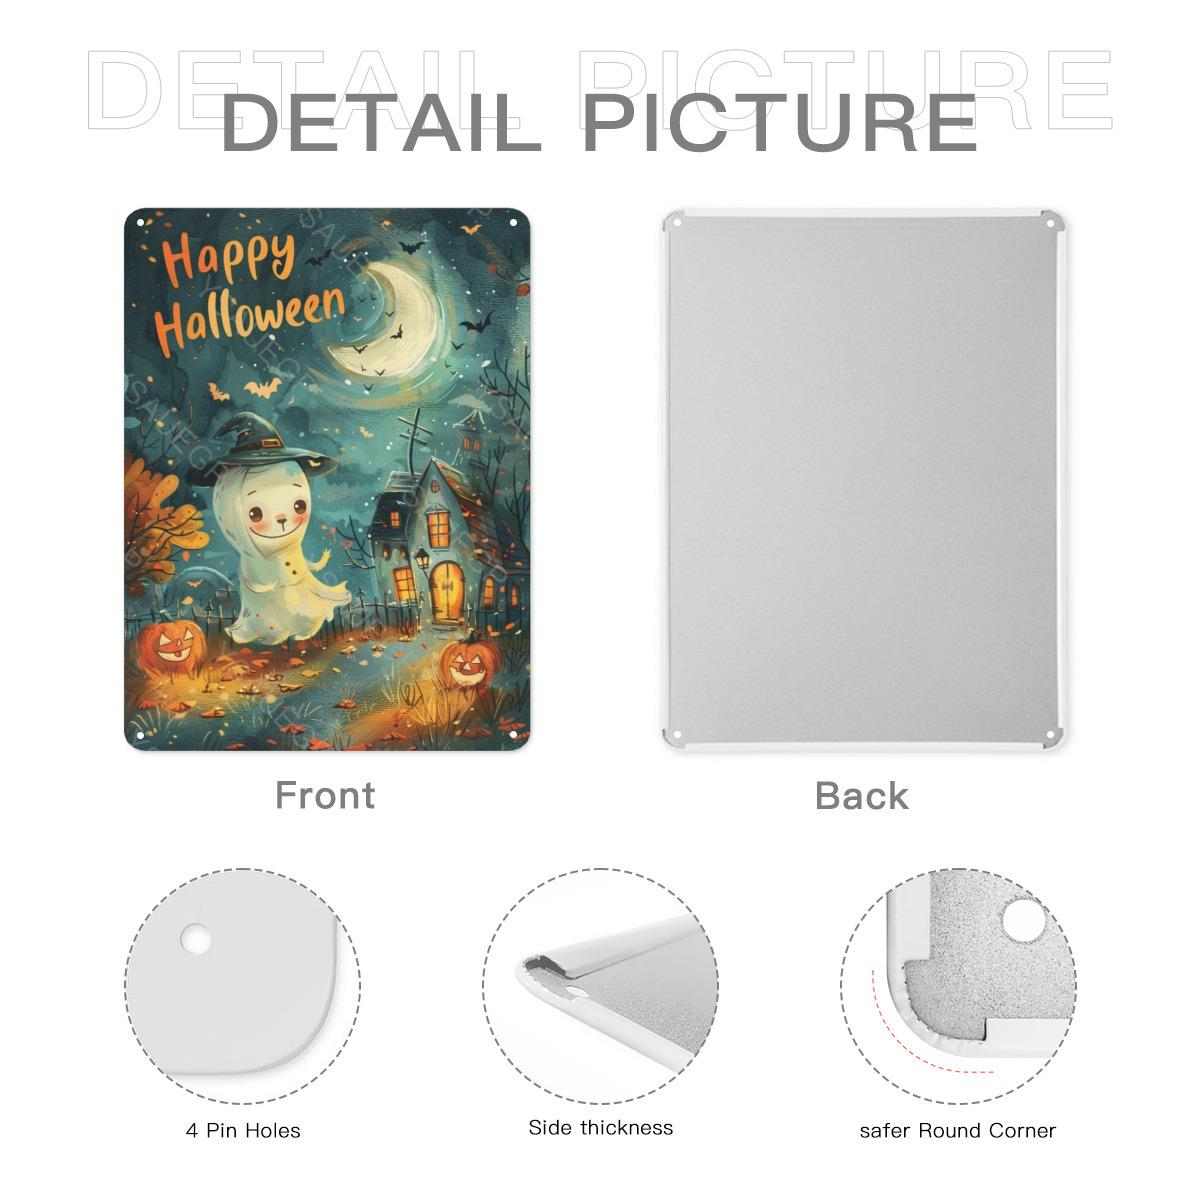 DETAIL PICTURE
DETAIL PICTURE
Happy
Halloween
Front
Back
4 Pin Holes
Side thickness
safer Round Corner